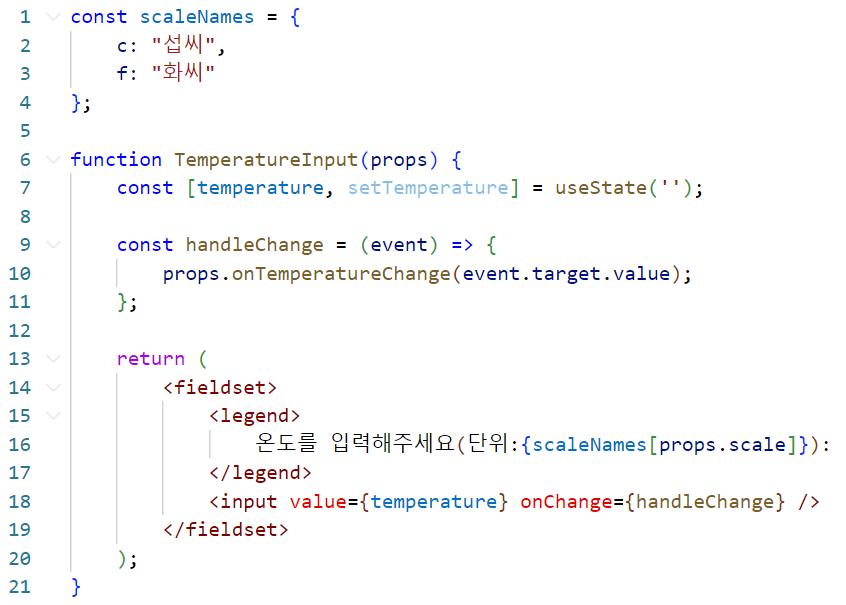 1 const scaleNames = {
2     c: "섭씨",
3     f: "화씨"
4 };
5
6 function TemperatureInput(props) {
7     const [temperature, setTemperature] = useState('');
8
9     const handleChange = (event) => {
10         props.onTemperatureChange(event.target.value);
11     };
12
13     return (
14         <fieldset>
15             <legend>
16                 온도를 입력해주세요(단위:{scaleNames[props.scale]}):
17             </legend>
18             <input value={temperature} onChange={handleChange} />
19         </fieldset>
20     );
21 }